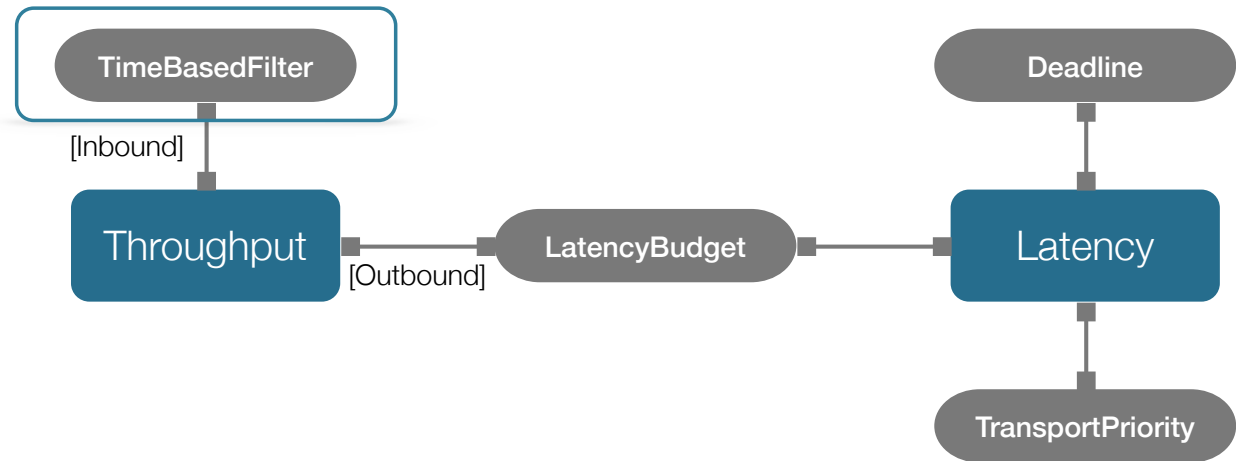 TimeBasedFilter
Deadline
[Inbound]
Throughput
LatencyBudget
Latency
[Outbound]
TransportPriority